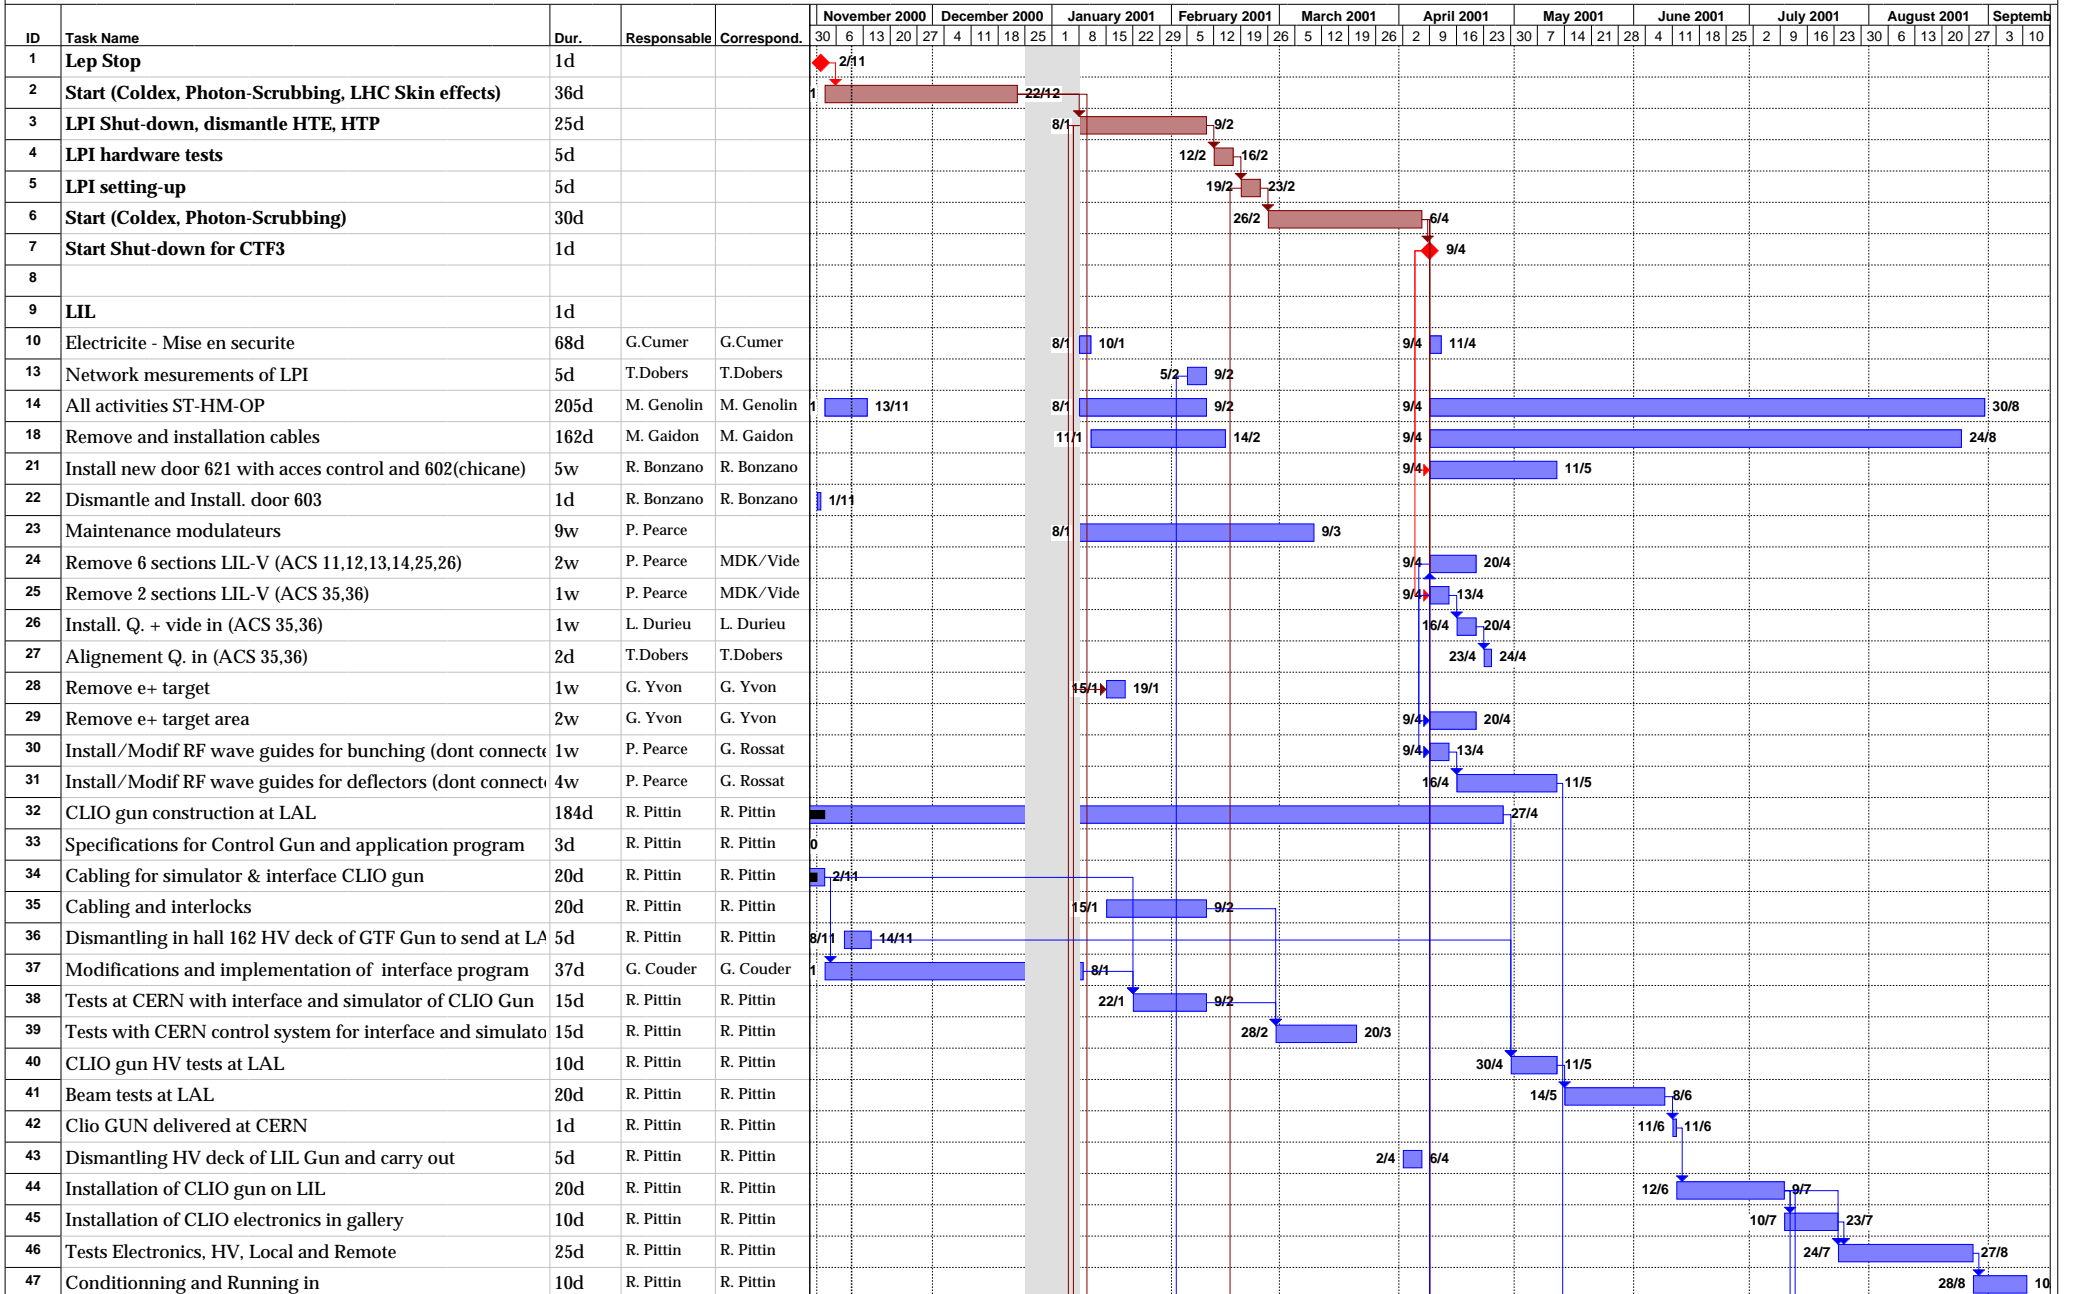 November 2000 December 2000 January 2001 February 2001 March 2001 April 2001 May 2001 June 2001 July 2001 August 2001 Septemb
ID Task Name Dur. Responsable Correspond. 30 6 13 20 27 4 11 18 25 1 8 15 22 29 5 12 19 26 5 12 19 26 2 9 16 23 30 7 14 21 28 4 11 18 25 2 9 16 23 30 6 13 20 27 3 10
1 Lep Stop 1d 2/11
2 Start (Coldex, Photon-Scrubbing, LHC Skin effects) 36d 1 22/12
3 LPI Shut-down, dismantle HTE, HTP 25d 8/1 9/2
4 LPI hardware tests 5d 12/2 16/2
5 LPI setting-up 5d 19/2 23/2
6 Start (Coldex, Photon-Scrubbing) 30d 26/2 6/4
7 Start Shut-down for CTF3 1d 9/4
8
9 LIL 1d
10 Electricite - Mise en securite 68d G.Cumer G.Cumer 8/1 10/1 9/4 11/4
13 Network mesurements of LPI 5d T.Dobers T.Dobers 5/2 9/2
14 All activities ST-HM-OP 205d M. Genolin M. Genolin 1 13/11 8/1 9/2 9/4 30/8
18 Remove and installation cables 162d M. Gaidon M. Gaidon 11/1 14/2 9/4 24/8
21 Install new door 621 with acces control and 602(chicane) 5w R. Bonzano R. Bonzano 9/4 11/5
22 Dismantle and Install. door 603 1d R. Bonzano R. Bonzano 1/11
23 Maintenance modulateurs 9w P. Pearce 8/1 9/3
24 Remove 6 sections LIL-V (ACS 11,12,13,14,25,26) 2w P. Pearce MDK/Vide 9/4 20/4
25 Remove 2 sections LIL-V (ACS 35,36) 1w P. Pearce MDK/Vide 9/4 13/4
26 Install. Q. + vide in (ACS 35,36) 1w L. Durieu L. Durieu 16/4 20/4
27 Alignement Q. in (ACS 35,36) 2d T.Dobers T.Dobers 23/4 24/4
28 Remove e+ target 1w G. Yvon G. Yvon 15/1 19/1
29 Remove e+ target area 2w G. Yvon G. Yvon 9/4 20/4
30 Install/Modif RF wave guides for bunching (dont connecte 1w P. Pearce G. Rossat 9/4 13/4
31 Install/Modif RF wave guides for deflectors (dont connecte 4w P. Pearce G. Rossat 16/4 11/5
32 CLIO gun construction at LAL 184d R. Pittin R. Pittin 27/4
33 Specifications for Control Gun and application program 3d R. Pittin R. Pittin 0
34 Cabling for simulator & interface CLIO gun 20d R. Pittin R. Pittin 2/11
35 Cabling and interlocks 20d R. Pittin R. Pittin 15/1 9/2
36 Dismantling in hall 162 HV deck of GTF Gun to send at LA 5d R. Pittin R. Pittin 8/11 14/11
37 Modifications and implementation of interface program 37d G. Couder G. Couder 1 8/1
38 Tests at CERN with interface and simulator of CLIO Gun 15d R. Pittin R. Pittin 22/1 9/2
39 Tests with CERN control system for interface and simulato 15d R. Pittin R. Pittin 28/2 20/3
40 CLIO gun HV tests at LAL 10d R. Pittin R. Pittin 30/4 11/5
41 Beam tests at LAL 20d R. Pittin R. Pittin 14/5 8/6
42 Clio GUN delivered at CERN 1d R. Pittin R. Pittin 11/6 11/6
43 Dismantling HV deck of LIL Gun and carry out 5d R. Pittin R. Pittin 2/4 6/4
44 Installation of CLIO gun on LIL 20d R. Pittin R. Pittin 12/6 9/7
45 Installation of CLIO electronics in gallery 10d R. Pittin R. Pittin 10/7 23/7
46 Tests Electronics, HV, Local and Remote 25d R. Pittin R. Pittin 24/7 27/8
47 Conditionning and Running in 10d R. Pittin R. Pittin 28/8 10